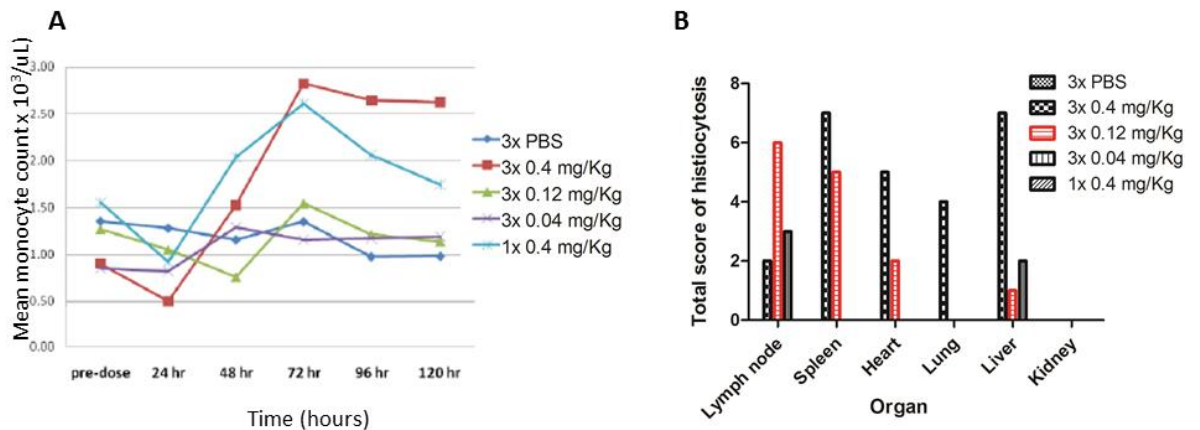 A
Mean monocyte count x 10³/uL)
3.00
2.50
2.00
1.50
1.00
0.50
0.00
pre-dose 24 hr 48 hr 72 hr 96 hr 120 hr
Time (hours)
3x PBS
3x 0.4 mg/Kg
3x 0.12 mg/Kg
3x 0.04 mg/Kg
1x 0.4 mg/Kg
B
Total score of histiocytosis
8
6
4
2
0
Lymph node
Spleen
Heart
Lung
Liver
Kidney
Organ
3x PBS
3x 0.4 mg/Kg
3x 0.12 mg/Kg
3x 0.04 mg/Kg
1x 0.4 mg/Kg